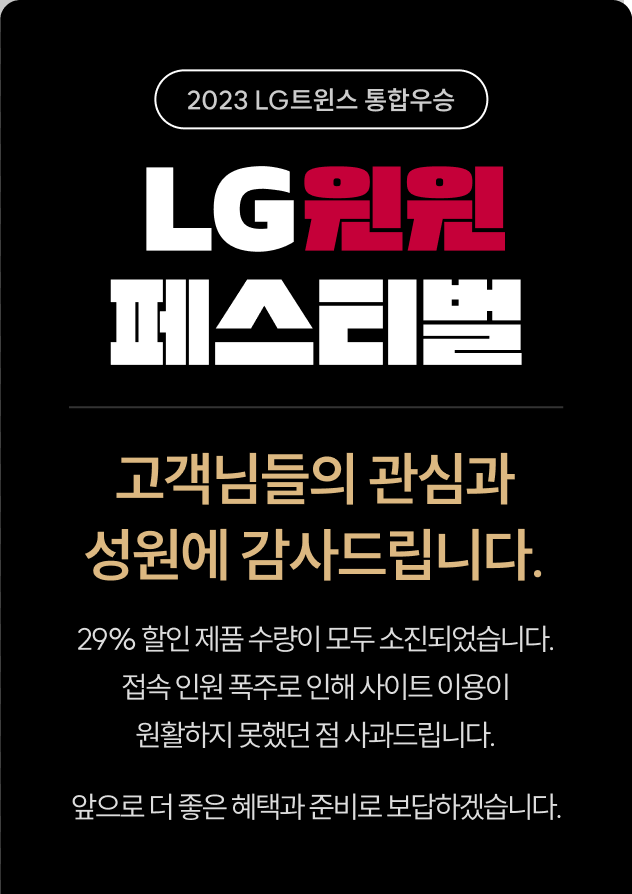 2023 LG트윈스 통합우승
LG윈윈
페스티벌
고객님들의 관심과
성원에 감사드립니다.
29% 할인 제품 수량이 모두 소진되었습니다.
접속 인원 폭주로 인해 사이트 이용이
원활하지 못했던 점 사과드립니다.
앞으로 더 좋은 혜택과 준비로 보답하겠습니다.